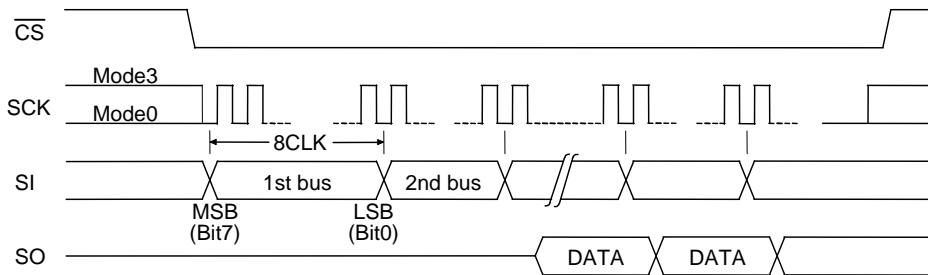 CS
Mode3
SCK
Mode0
8CLK
SI
1st bus
2nd bus
MSB
(Bit7)
LSB
(Bit0)
SO
DATA
DATA